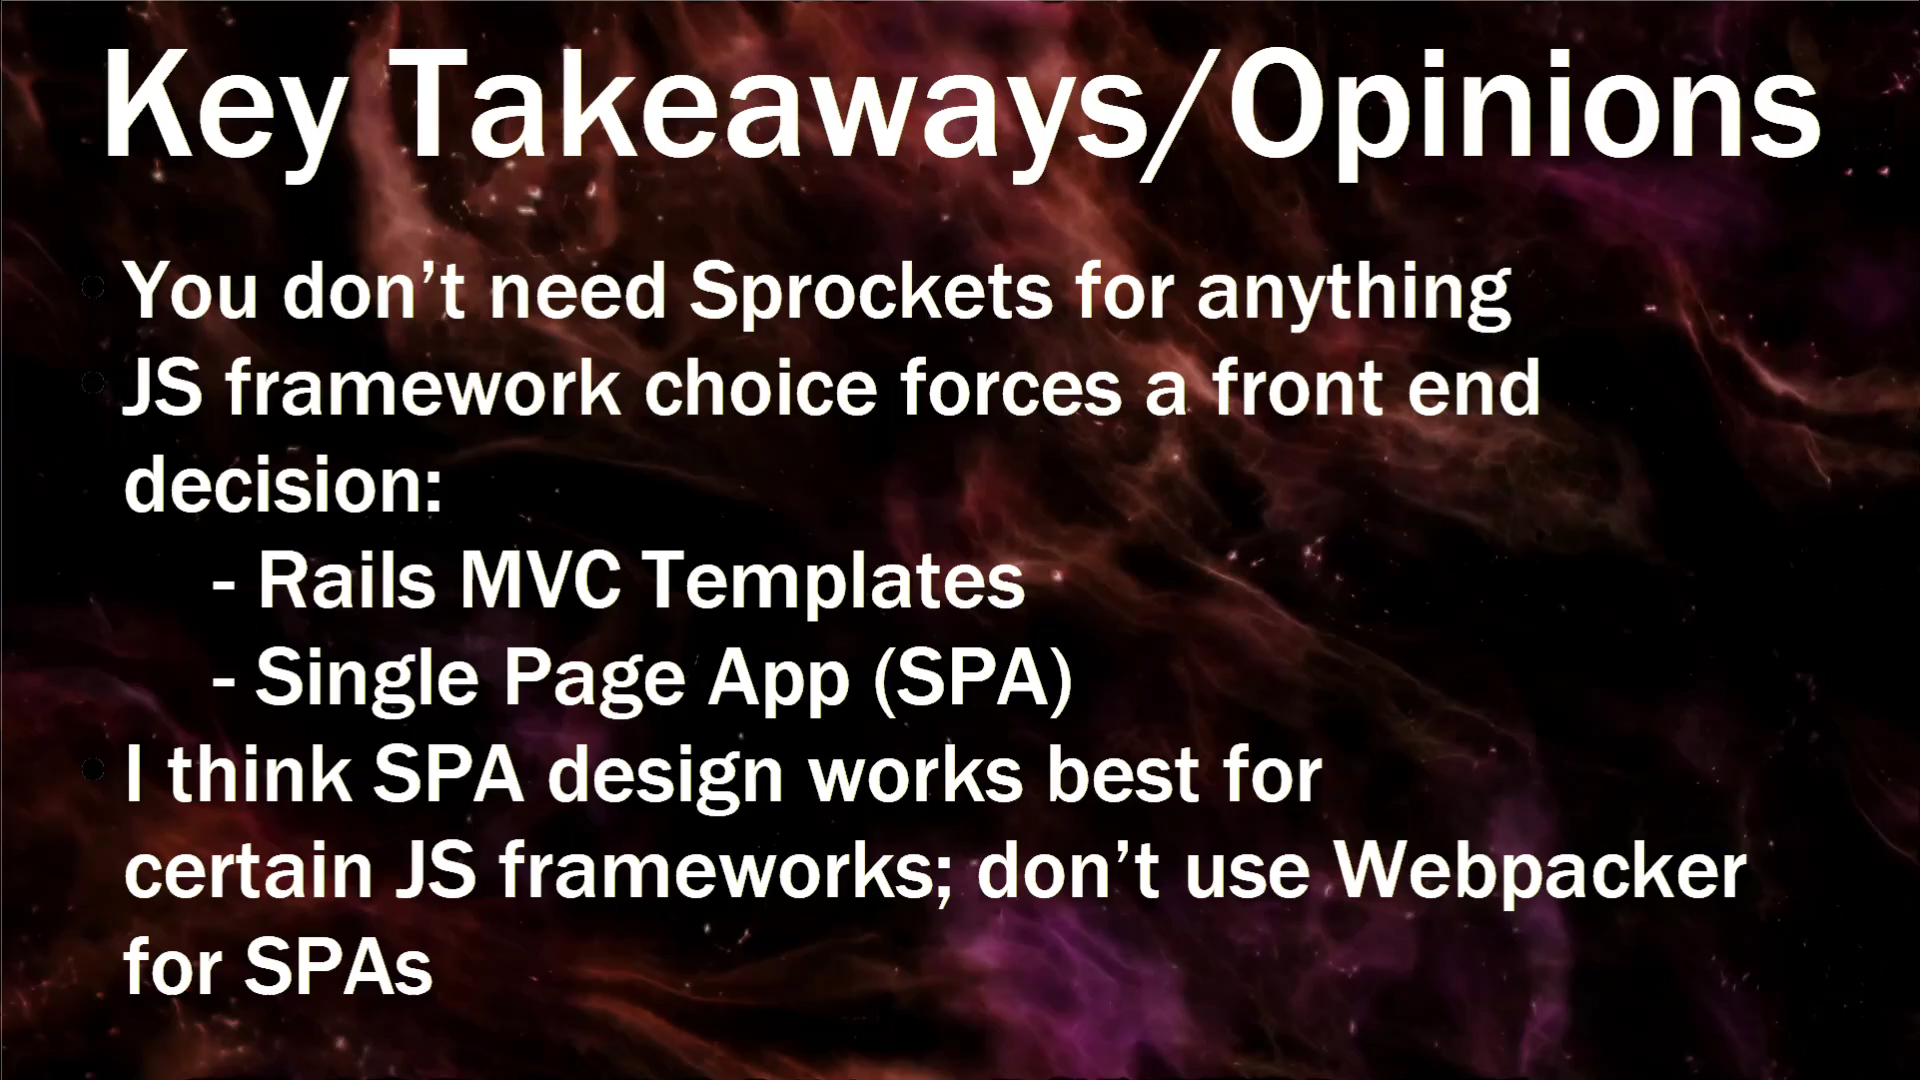 Key Takeaways/Opinions
You don’t need Sprockets for anything
JS framework choice forces a front end
decision:
- Rails MVC Templates
- Single Page App (SPA)
I think SPA design works best for
certain JS frameworks; don’t use Webpacker
for SPAs